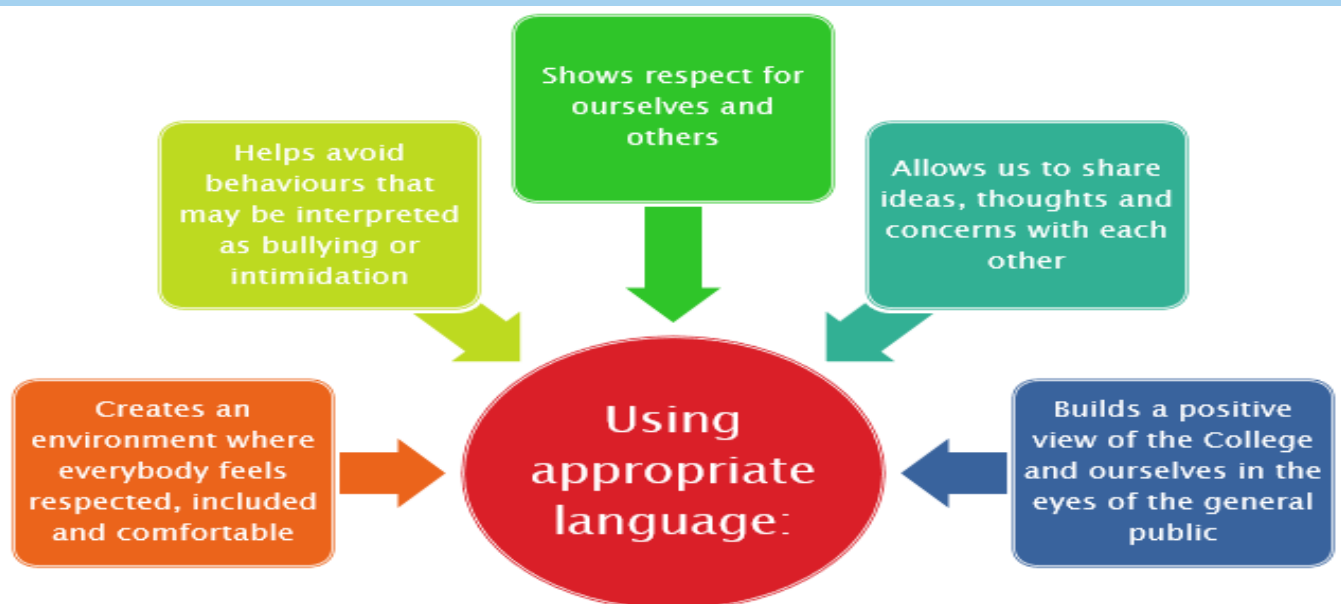 Shows respect for
ourselves and
others
Helps avoid
behaviours that
may be interpreted
as bullying or
intimidation
Allows us to share
ideas, thoughts and
concerns with each
other
Creates an
environment where
everybody feels
respected, included
and comfortable
Using
appropriate
language:
Builds a positive
view of the College
and ourselves in the
eyes of the general
public